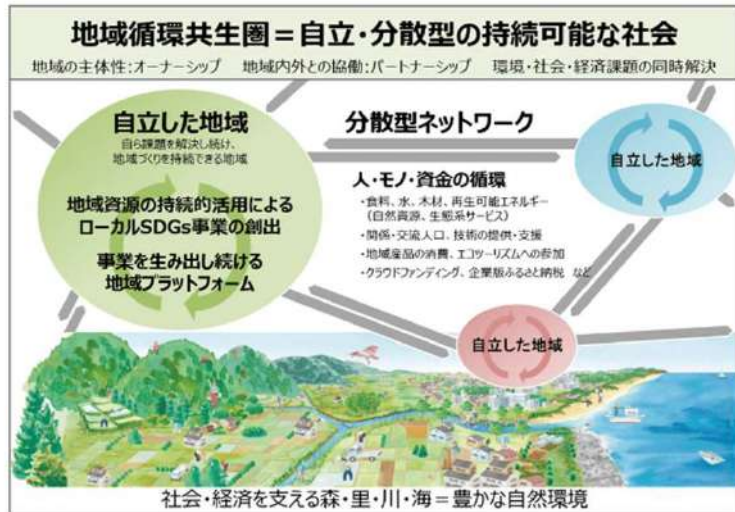 地域循環共生圏＝自立・分散型の持続可能な社会
地域の主体性:オーナーシップ　地域内外との協働:パートナーシップ　環境・社会・経済課題の同時解決
自立した地域
自ら課題を解決し続け、
地域づくりを持続できる地域
地域資源の持続的活用による
ローカルSDGs事業の創出
事業を生み出し続ける
地域プラットフォーム
分散型ネットワーク
人・モノ・資金の循環
・食料、水、木材、再生可能エネルギー
(自然資源、生態系サービス)
・関係・交流人口、技術の提供・支援
・地域産品の消費、エコツーリズムへの参加
・クラウドファンディング、企業版ふるさと納税 など
自立した地域
自立した地域
社会・経済を支える森・里・川・海＝豊かな自然環境